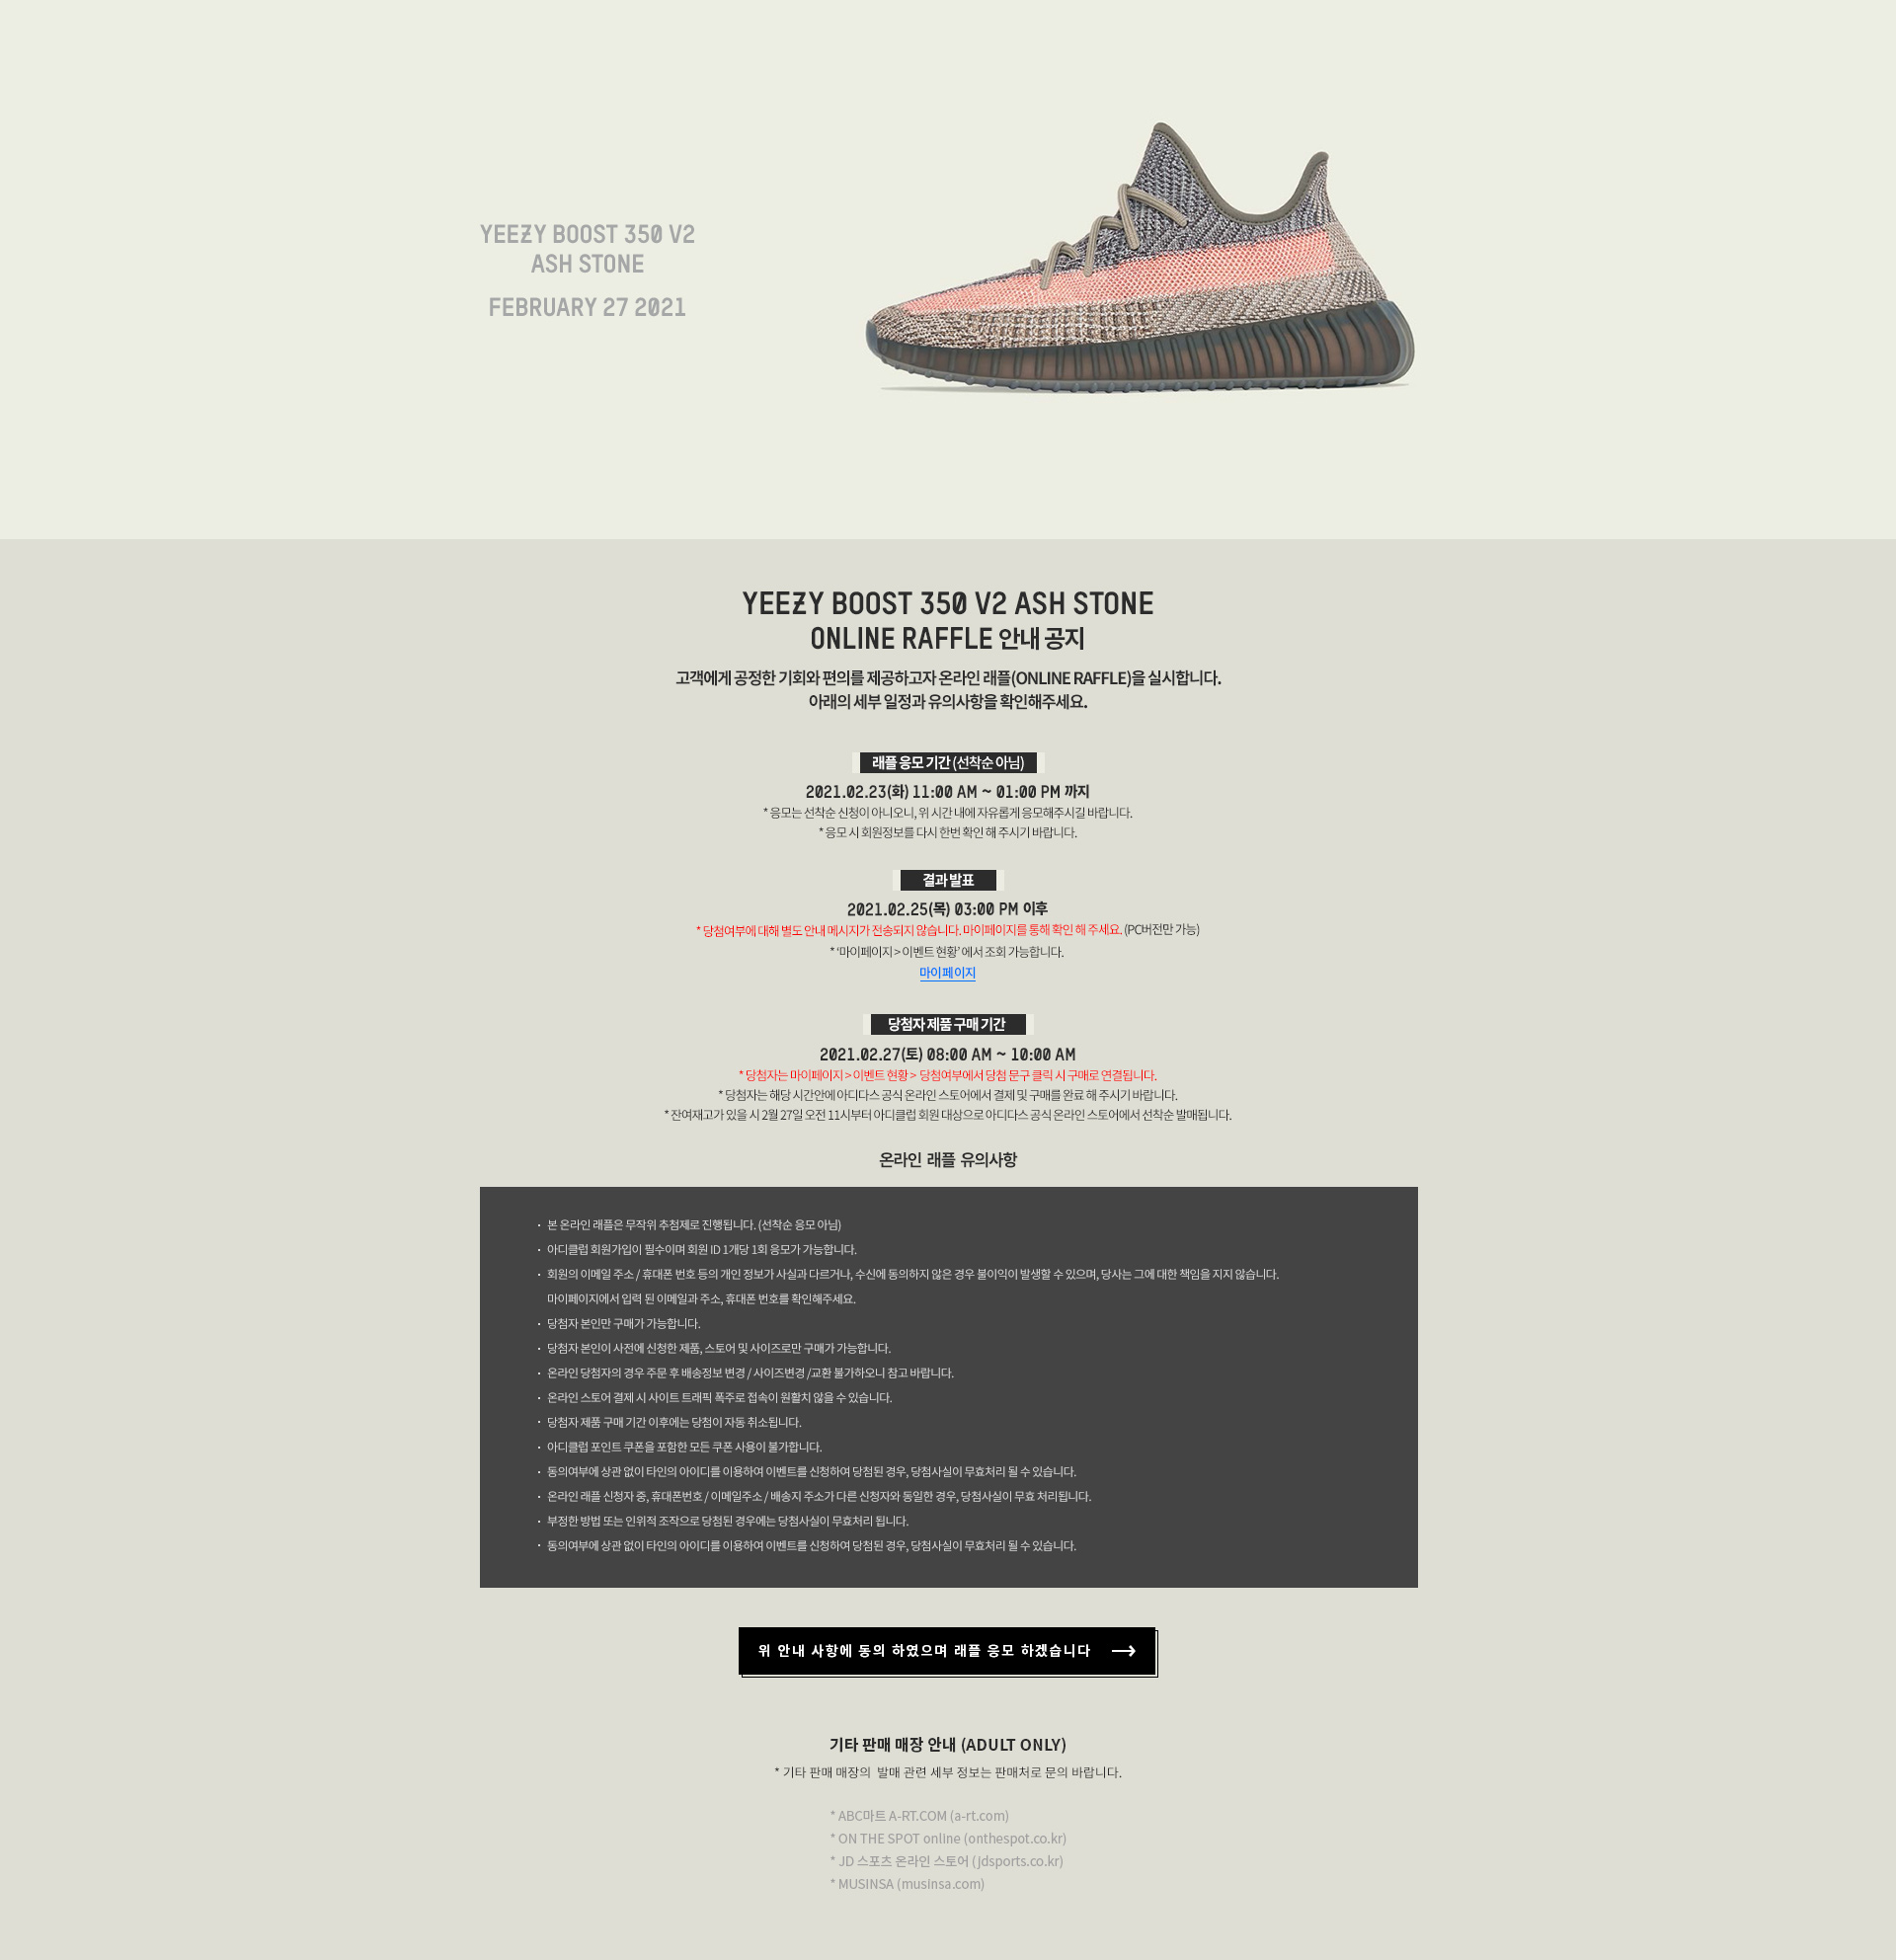 YEEZY BOOST 350 V2
ASH STONE
FEBRUARY 27 2021
YEEZY BOOST 350 V2 ASH STONE
ONLINE RAFFLE 안내 공지
고객에게 공정한 기회와 편의를 제공하고자 온라인 래플(ONLINE RAFFLE)을 실시합니다.
아래의 세부 일정과 유의사항을 확인해주세요.
래플 응모 기간 (선착순 아님)
2021.02.23(화) 11:00 AM ~ 01:00 PM 까지
* 응모는 선착순 신청이 아니오니, 위 시간 내에 자유롭게 응모해주시길 바랍니다.
* 응모 시 회원정보를 다시 한번 확인 해 주시기 바랍니다.
결과 발표
2021.02.25(목) 03:00 PM 이후
* 당첨여부에 대해 별도 안내 메시지가 전송되지 않습니다. 마이페이지를 통해 확인 해 주세요. (PC버전만 가능)
* ‘마이페이지 > 이벤트 현황’ 에서 조회 가능합니다.
마이페이지
당첨자 제품 구매 기간
2021.02.27(토) 08:00 AM ~ 10:00 AM
* 당첨자는 마이페이지 > 이벤트 현황 > 당첨여부에서 당첨 문구 클릭 시 구매로 연결됩니다.
* 당첨자는 해당 시간안에 아디다스 공식 온라인 스토어에서 결제 및 구매를 완료 해 주시기 바랍니다.
* 잔여재고가 있을 시 2월 27일 오전 11시부터 아디클럽 회원 대상으로 아디다스 공식 온라인 스토어에서 선착순 발매됩니다.
온라인 래플 유의사항
· 본 온라인 래플은 무작위 추첨제로 진행됩니다. (선착순 응모 아님)
· 아디클럽 회원가입이 필수이며 회원 ID 1개당 1회 응모가 가능합니다.
· 회원의 이메일 주소 / 휴대폰 번호 등의 개인 정보가 사실과 다르거나, 수신에 동의하지 않은 경우 불이익이 발생할 수 있으며, 당사는 그에 대한 책임을 지지 않습니다.
마이페이지에서 입력 된 이메일과 주소, 휴대폰 번호를 확인해주세요.
· 당첨자 본인만 구매가 가능합니다.
· 당첨자 본인이 사전에 신청한 제품, 스토어 및 사이즈로만 구매가 가능합니다.
· 온라인 당첨자의 경우 주문 후 배송정보 변경 / 사이즈변경 /교환 불가하오니 참고 바랍니다.
· 온라인 스토어 결제 시 사이트 트래픽 폭주로 접속이 원활치 않을 수 있습니다.
· 당첨자 제품 구매 기간 이후에는 당첨이 자동 취소됩니다.
· 아디클럽 포인트 쿠폰을 포함한 모든 쿠폰 사용이 불가합니다.
· 동의여부에 상관 없이 타인의 아이디를 이용하여 이벤트를 신청하여 당첨된 경우, 당첨사실이 무효처리 될 수 있습니다.
· 온라인 래플 신청자 중, 휴대폰번호 / 이메일주소 / 배송지 주소가 다른 신청자와 동일한 경우, 당첨사실이 무효 처리됩니다.
· 부정한 방법 또는 인위적 조작으로 당첨된 경우에는 당첨사실이 무효처리 됩니다.
· 동의여부에 상관 없이 타인의 아이디를 이용하여 이벤트를 신청하여 당첨된 경우, 당첨사실이 무효처리 될 수 있습니다.
위 안내 사항에 동의 하였으며 래플 응모 하겠습니다 →
기타 판매 매장 안내 (ADULT ONLY)
* 기타 판매 매장의 발매 관련 세부 정보는 판매처로 문의 바랍니다.
* ABC마트 A-RT.COM (a-rt.com)
* ON THE SPOT online (onthespot.co.kr)
* JD 스포츠 온라인 스토어 (jdsports.co.kr)
* MUSINSA (musinsa.com)